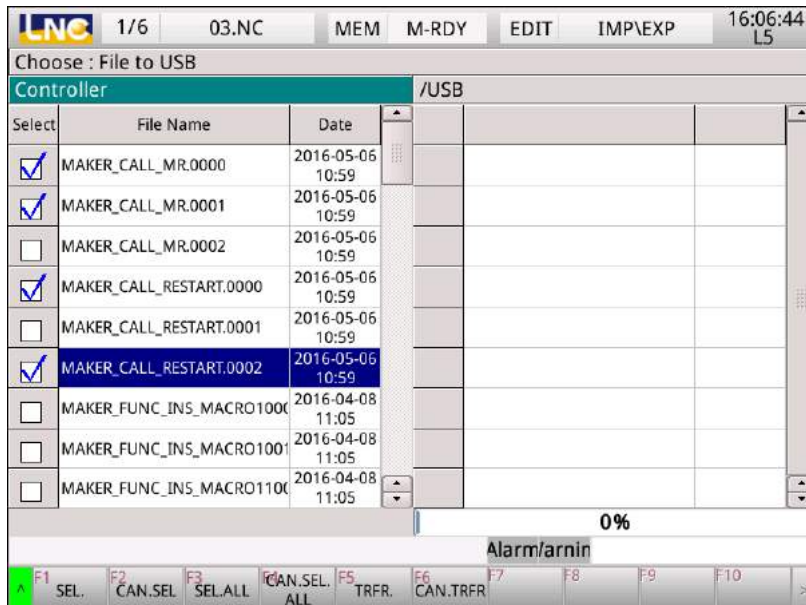 LNC 1/6 03.NC MEM M-RDY EDIT IMP\EXP 16:06:44
L5
Choose : File to USB
Controller /USB
Select File Name Date
MAKER_CALL_MR.0000 2016-05-06
10:59
MAKER_CALL_MR.0001 2016-05-06
10:59
MAKER_CALL_MR.0002 2016-05-06
10:59
MAKER_CALL_RESTART.0000 2016-05-06
10:59
MAKER_CALL_RESTART.0001 2016-05-06
10:59
MAKER_CALL_RESTART.0002 2016-05-06
10:59
MAKER_FUNC_INS_MACRO1000 2016-04-08
11:05
MAKER_FUNC_INS_MACRO1001 2016-04-08
11:05
MAKER_FUNC_INS_MACRO1100 2016-04-08
11:05
0%
Alarm/arnin
F1 F2 F3 F4 F5 F6 F7 F8 F9 F10
SEL. CAN.SEL SEL.ALL CAN.SEL. ALL TRFR. CAN.TRFR